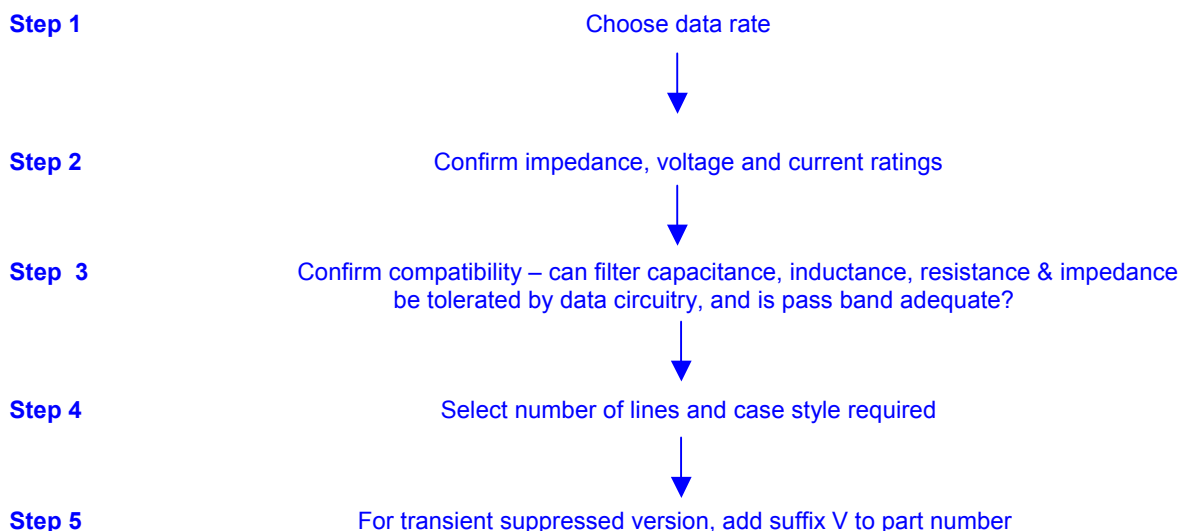 Step 1 Choose data rate
Step 2 Confirm impedance, voltage and current ratings
Step 3 Confirm compatibility – can filter capacitance, inductance, resistance & impedance
be tolerated by data circuitry, and is pass band adequate?
Step 4 Select number of lines and case style required
Step 5 For transient suppressed version, add suffix V to part number